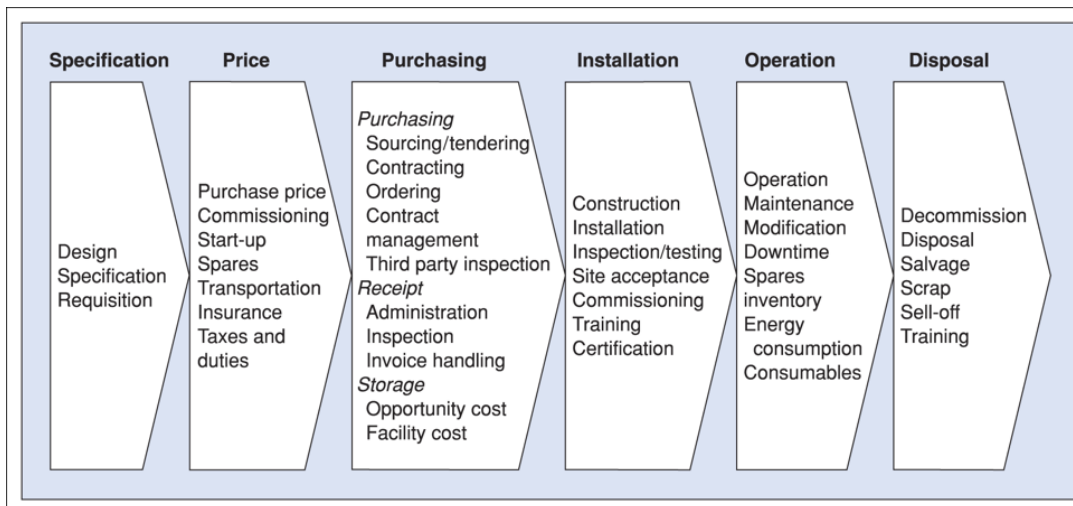 Specification
Price
Purchasing
Installation
Operation
Disposal
Design
Specification
Requisition
Purchase price
Commissioning
Start-up
Spares
Transportation
Insurance
Taxes and
duties
Purchasing
Sourcing/tendering
Contracting
Ordering
Contract
management
Third party inspection
Receipt
Administration
Inspection
Invoice handling
Storage
Opportunity cost
Facility cost
Construction
Installation
Inspection/testing
Site acceptance
Commissioning
Training
Certification
Operation
Maintenance
Modification
Downtime
Spares
inventory
Energy
consumption
Consumables
Decommission
Disposal
Salvage
Scrap
Sell-off
Training